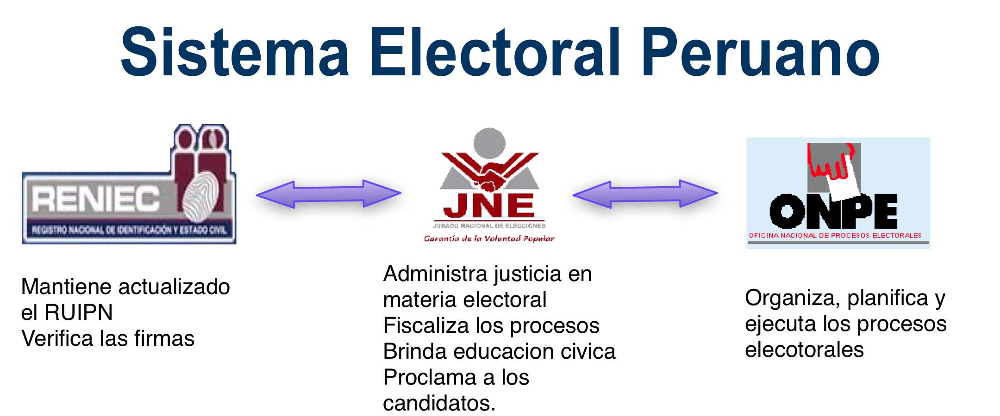 Sistema Electoral Peruano
RENIEC
REGISTRO NACIONAL DE IDENTIFICACIÓN Y ESTADO CIVIL
Mantiene actualizado
el RUIPN
Verifica las firmas
JNE
JURADO NACIONAL DE ELECCIONES
Garantía de la Voluntad Popular
Administra justicia en
materia electoral
Fiscaliza los procesos
Brinda educacion civica
Proclama a los
candidatos.
ONPE
OFICINA NACIONAL DE PROCESOS ELECTORALES
Organiza, planifica y
ejecuta los procesos
elecotorales